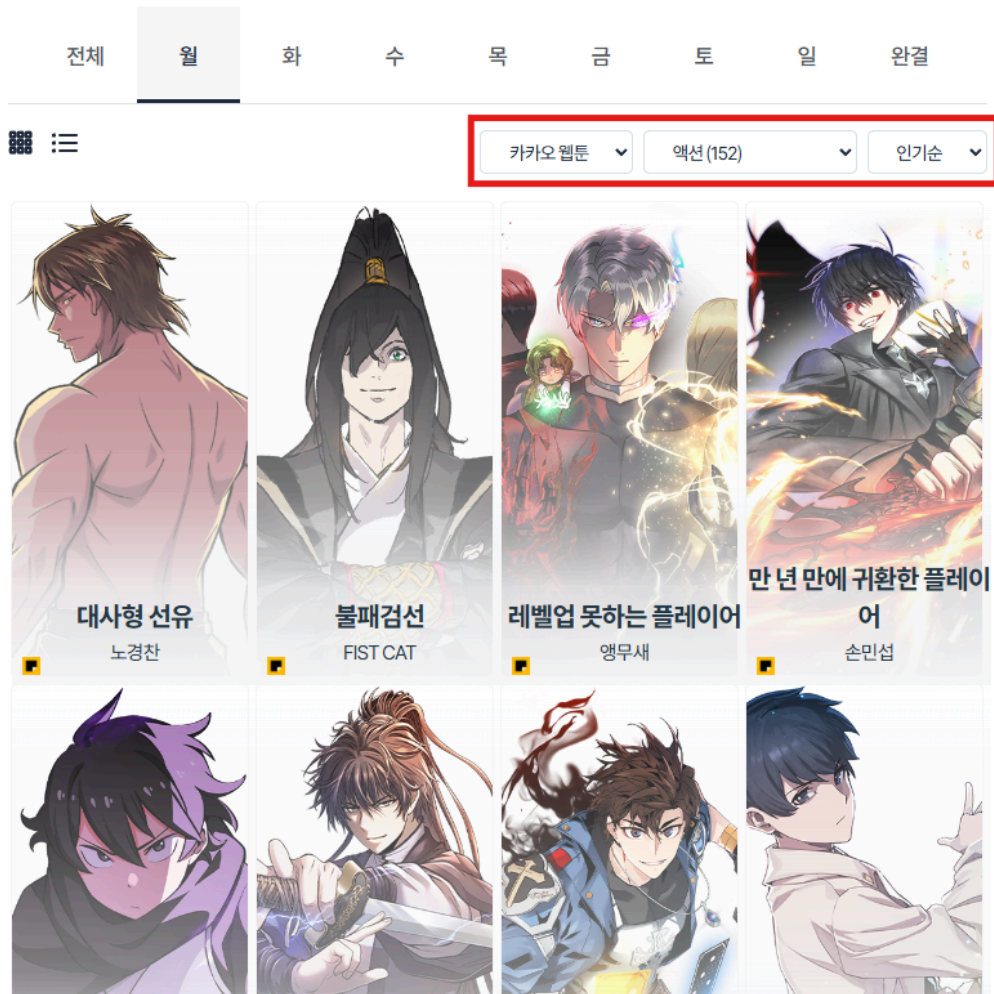 전체 월 화 수 목 금 토 일 완결
카카오 웹툰 액션 (152) 인기순
대사형 선유
노경찬
불패검선
FIST CAT
레벨업 못하는 플레이어
앵무새
만 년 만에 귀환한 플레이
어
손민섭